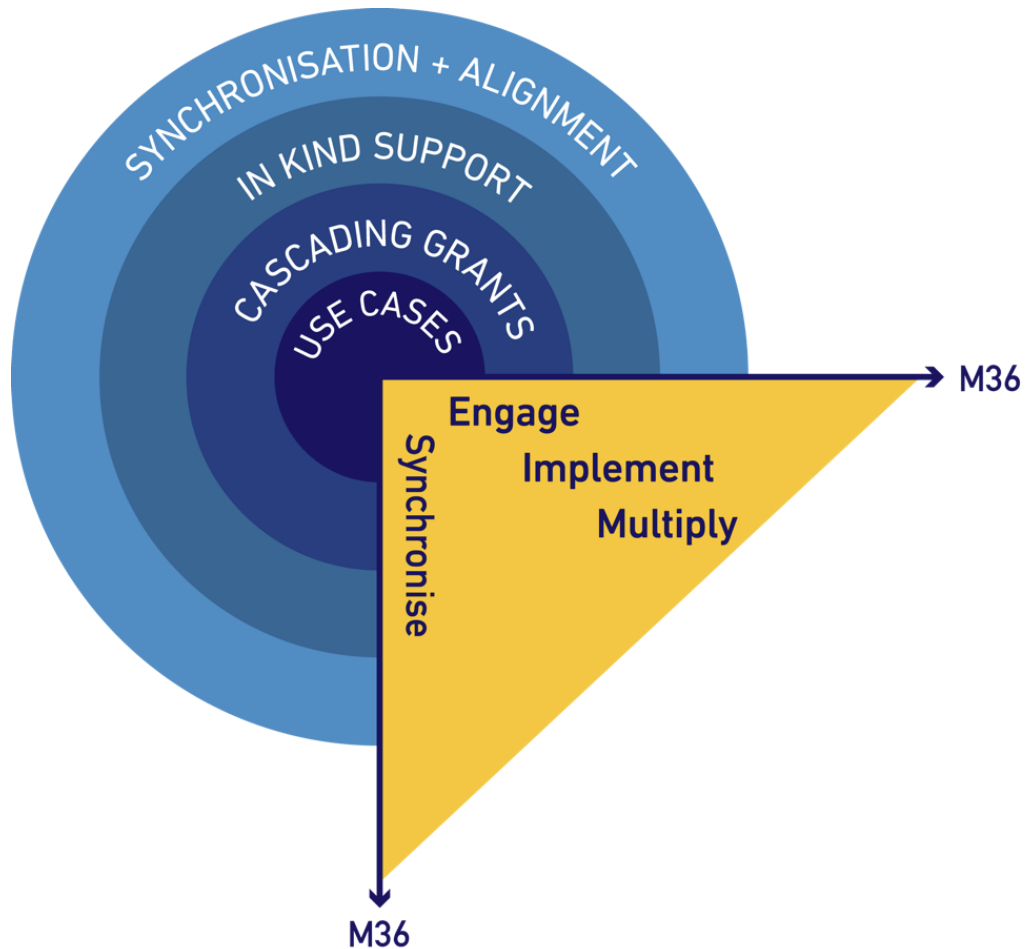 SYNCHRONISATION + ALIGNMENT
IN KIND SUPPORT
CASCADING GRANTS
USE CASES
M36
Engage
Synchronise
Implement
Multiply
M36